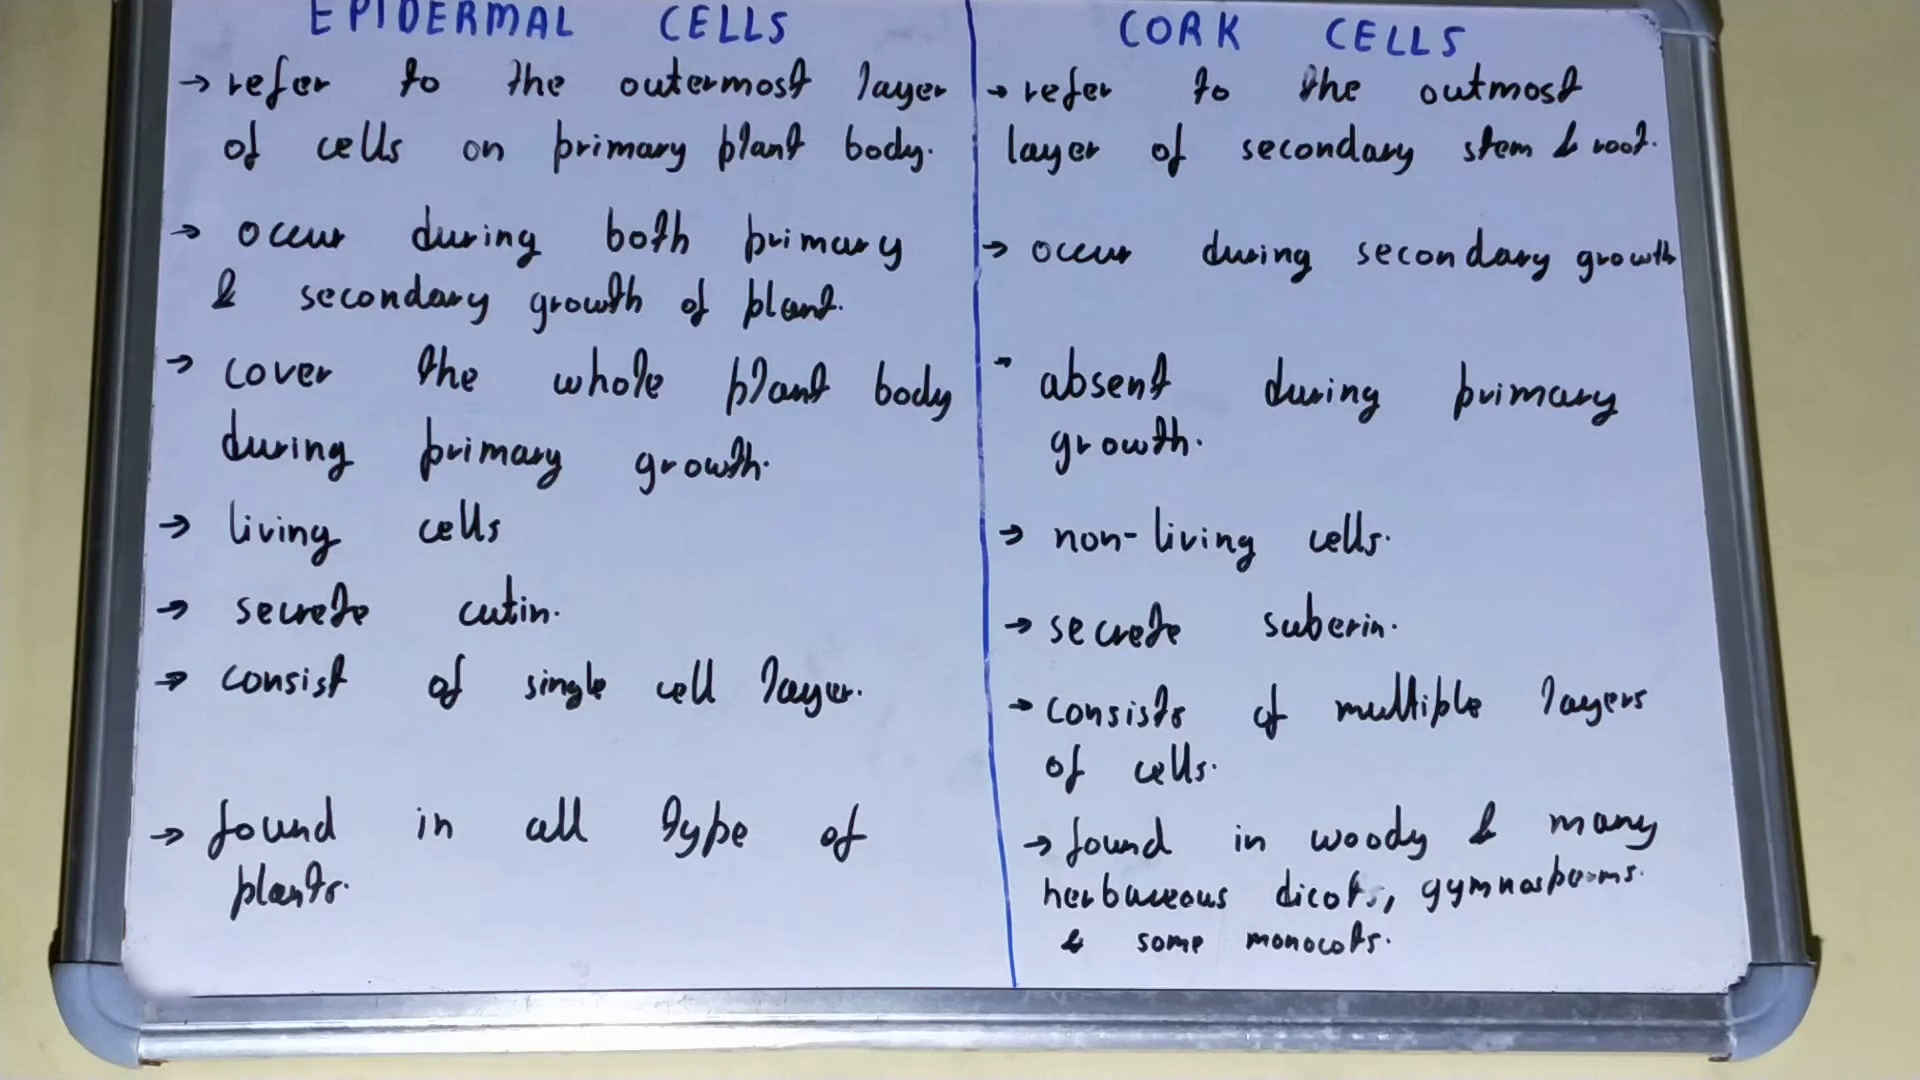 EPIDERMAL CELLS
→ refer to the outermost layer
of cells on primary plant body.
→ occur during both primary
& secondary growth of plant.
→ cover the whole plant body
during primary growth.
→ living cells
→ secrete cutin.
→ consist of single cell layer.
→ found in all type of
plants.
CORK CELLS
→ refer to the outmost
layer of secondary stem & root.
→ occur during secondary growth
→ absent during primary
growth.
→ non-living cells.
→ secrete suberin.
→ consists of multiple layers
of cells.
→ found in woody & many
herbaceous dicots, gymnosperms.
& some monocots.